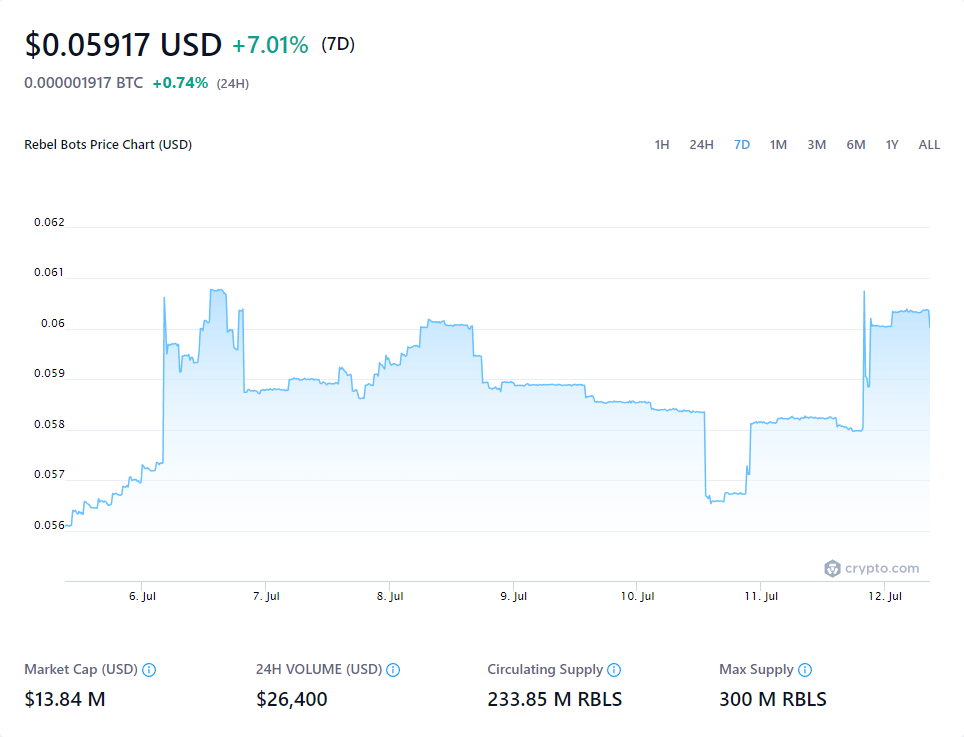 $0.05917 USD +7.01% (7D)
0.000001917 BTC +0.74% (24H)
Rebel Bots Price Chart (USD) 1H 24H 7D 1M 3M 6M 1Y ALL
0.062
0.061
0.06
0.059
0.058
0.057
0.056
crypto.com
6. Jul 7. Jul 8. Jul 9. Jul 10. Jul 11. Jul 12. Jul
Market Cap (USD) 24H VOLUME (USD) Circulating Supply Max Supply
$13.84 M $26,400 233.85 M RBLS 300 M RBLS